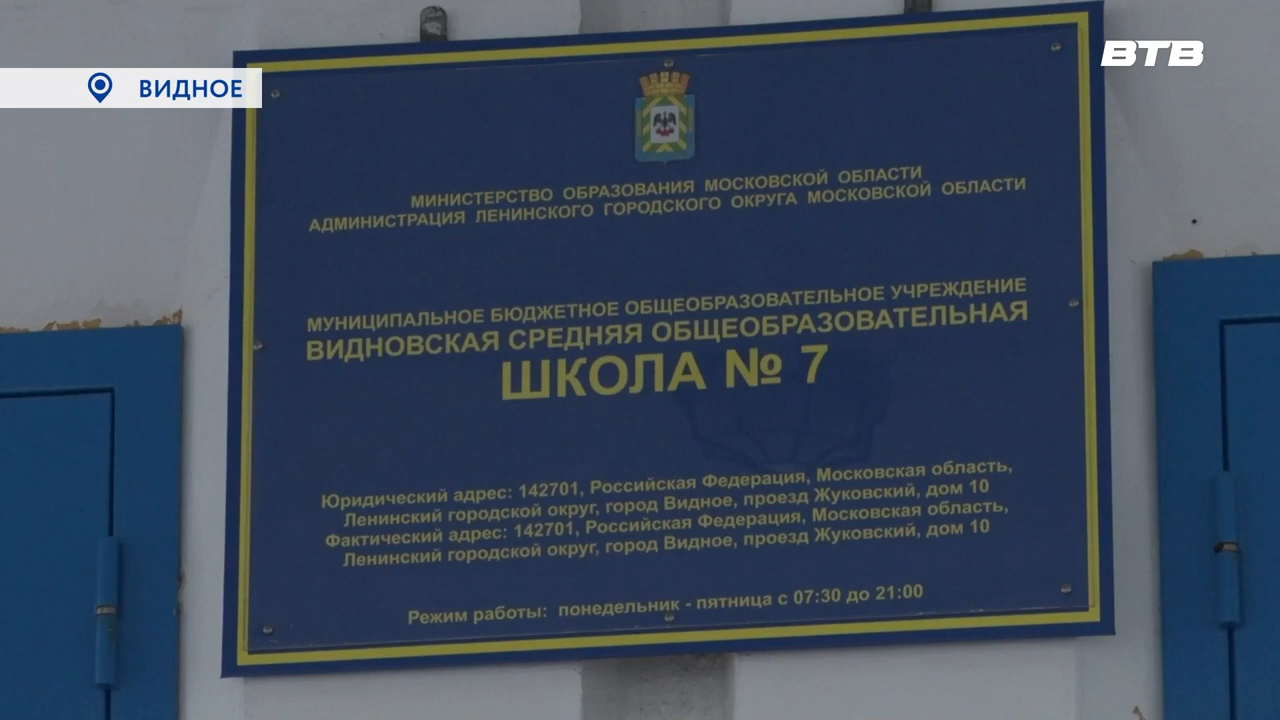 ВТВ
ВИДНОЕ
МИНИСТЕРСТВО ОБРАЗОВАНИЯ МОСКОВСКОЙ ОБЛАСТИ
АДМИНИСТРАЦИЯ ЛЕНИНСКОГО ГОРОДСКОГО ОКРУГА МОСКОВСКОЙ ОБЛАСТИ
МУНИЦИПАЛЬНОЕ БЮДЖЕТНОЕ ОБЩЕОБРАЗОВАТЕЛЬНОЕ УЧРЕЖДЕНИЕ
ВИДНОВСКАЯ СРЕДНЯЯ ОБЩЕОБРАЗОВАТЕЛЬНАЯ
ШКОЛА № 7
Юридический адрес: 142701, Российская Федерация, Московская область,
Ленинский городской округ, город Видное, проезд Жуковский, дом 10
Фактический адрес: 142701, Российская Федерация, Московская область,
Ленинский городской округ, город Видное, проезд Жуковский, дом 10
Режим работы: понедельник - пятница с 07:30 до 21:00